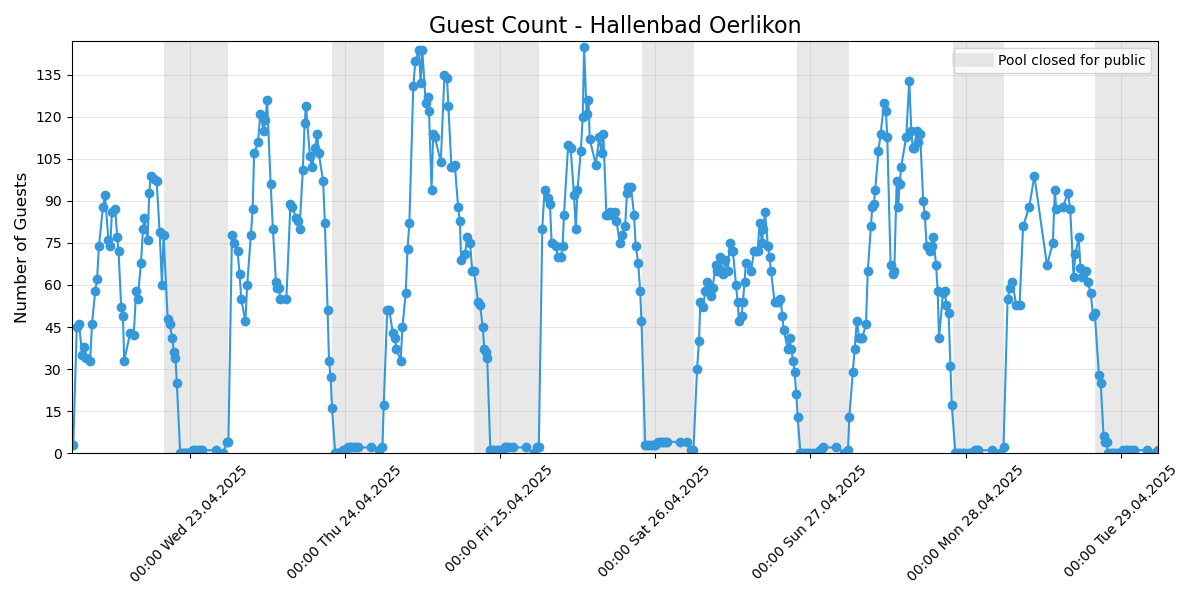 Guest Count - Hallenbad Oerlikon
Pool closed for public
Number of Guests
135
120
105
90
75
60
45
30
15
0
00:00 Wed 23.04.2025
00:00 Thu 24.04.2025
00:00 Fri 25.04.2025
00:00 Sat 26.04.2025
00:00 Sun 27.04.2025
00:00 Mon 28.04.2025
00:00 Tue 29.04.2025